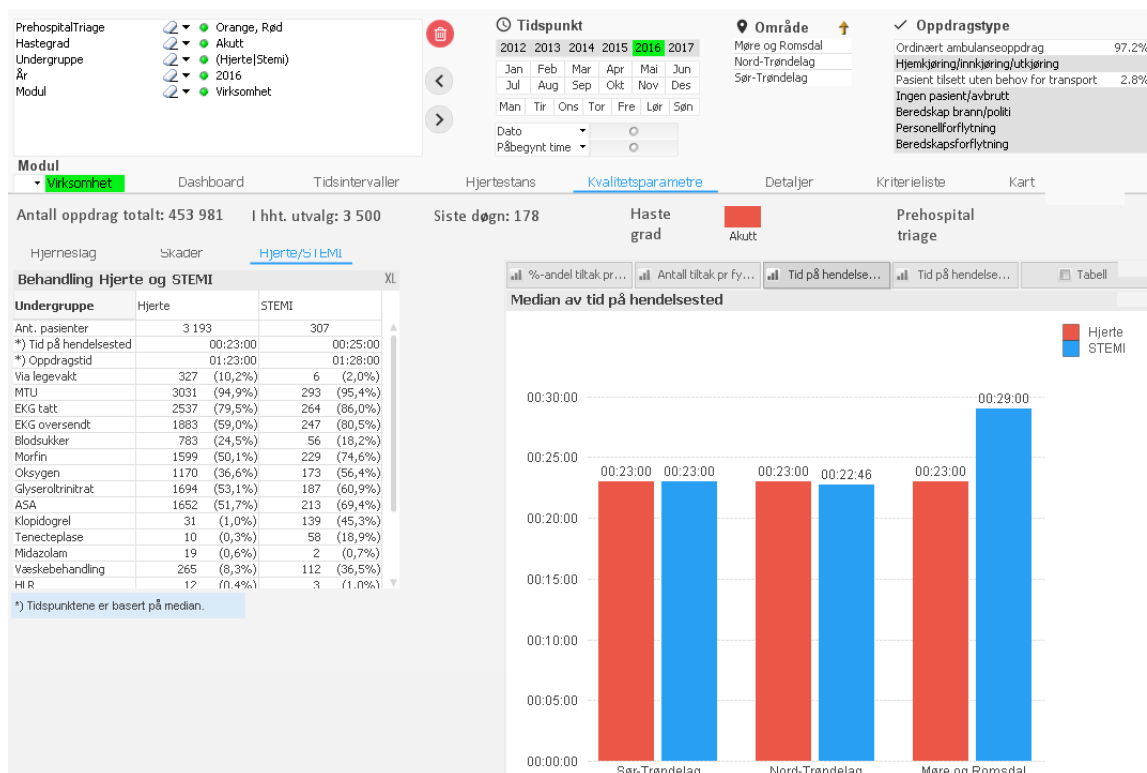 PrehospitalTriage Orange, Rød
Hastegrad Akutt
Undergruppe (Hjerte|Stemi)
År 2016
Modul Virksomhet
Tidspunkt
2012 2013 2014 2015 2016 2017
Jan Feb Mar Apr Mai Jun
Jul Aug Sep Okt Nov Des
Man Tir Ons Tor Fre Lør Søn
Dato
Påbegynt time
Område
Møre og Romsdal
Nord-Trøndelag
Sør-Trøndelag
Oppdragstype
Ordinært ambulanseoppdrag 97.2%
Hjemkjøring/innkjøring/utkjøring
Pasient tilsett uten behov for transport 2.8%
Ingen pasient/avbrutt
Beredskap brann/politi
Personellforflytning
Beredskapsforflytning
Modul
Virksomhet Dashboard Tidsintervaller Hjertestans Kvalitetsparametre Detaljer Kriterieliste Kart
Antall oppdrag totalt: 453 981 I hht. utvalg: 3 500 Siste døgn: 178
Haste
grad
Akutt
Prehospital
triage
Hjerneslag Skader Hjerte/STEMI
Behandling Hjerte og STEMI XL
Undergruppe Hjerte STEMI
Ant. pasienter 3 193 307
*) Tid på hendelsested 00:23:00 00:25:00
*) Oppdragstid 01:23:00 01:28:00
Via legevakt 327 (10,2%) 6 (2,0%)
MTU 3031 (94,9%) 293 (95,4%)
EKG tatt 2537 (79,5%) 264 (86,0%)
EKG oversendt 1883 (59,0%) 247 (80,5%)
Blodsukker 783 (24,5%) 56 (18,2%)
Morfin 1599 (50,1%) 229 (74,6%)
Oksygen 1170 (36,6%) 173 (56,4%)
Glyseroltrinitrat 1694 (53,1%) 187 (60,9%)
ASA 1652 (51,7%) 213 (69,4%)
Klopidogrel 31 (1,0%) 139 (45,3%)
Tenecteplase 10 (0,3%) 58 (18,9%)
Midazolam 19 (0,6%) 2 (0,7%)
Væskebehandling 265 (8,3%) 112 (36,5%)
HLR 12 (0,4%) 3 (1,0%)
*) Tidspunktene er basert på median.
%-andel tiltak pr... Antall tiltak pr fy... Tid på hendelse... Tid på hendelse... Tabell
Median av tid på hendelsested
Hjerte
STEMI
00:30:00
00:25:00
00:20:00
00:15:00
00:10:00
00:05:00
00:00:00
00:23:00 00:23:00 00:23:00 00:22:46 00:23:00 00:29:00
Sør-Trøndelag Nord-Trøndelag Møre og Romsdal